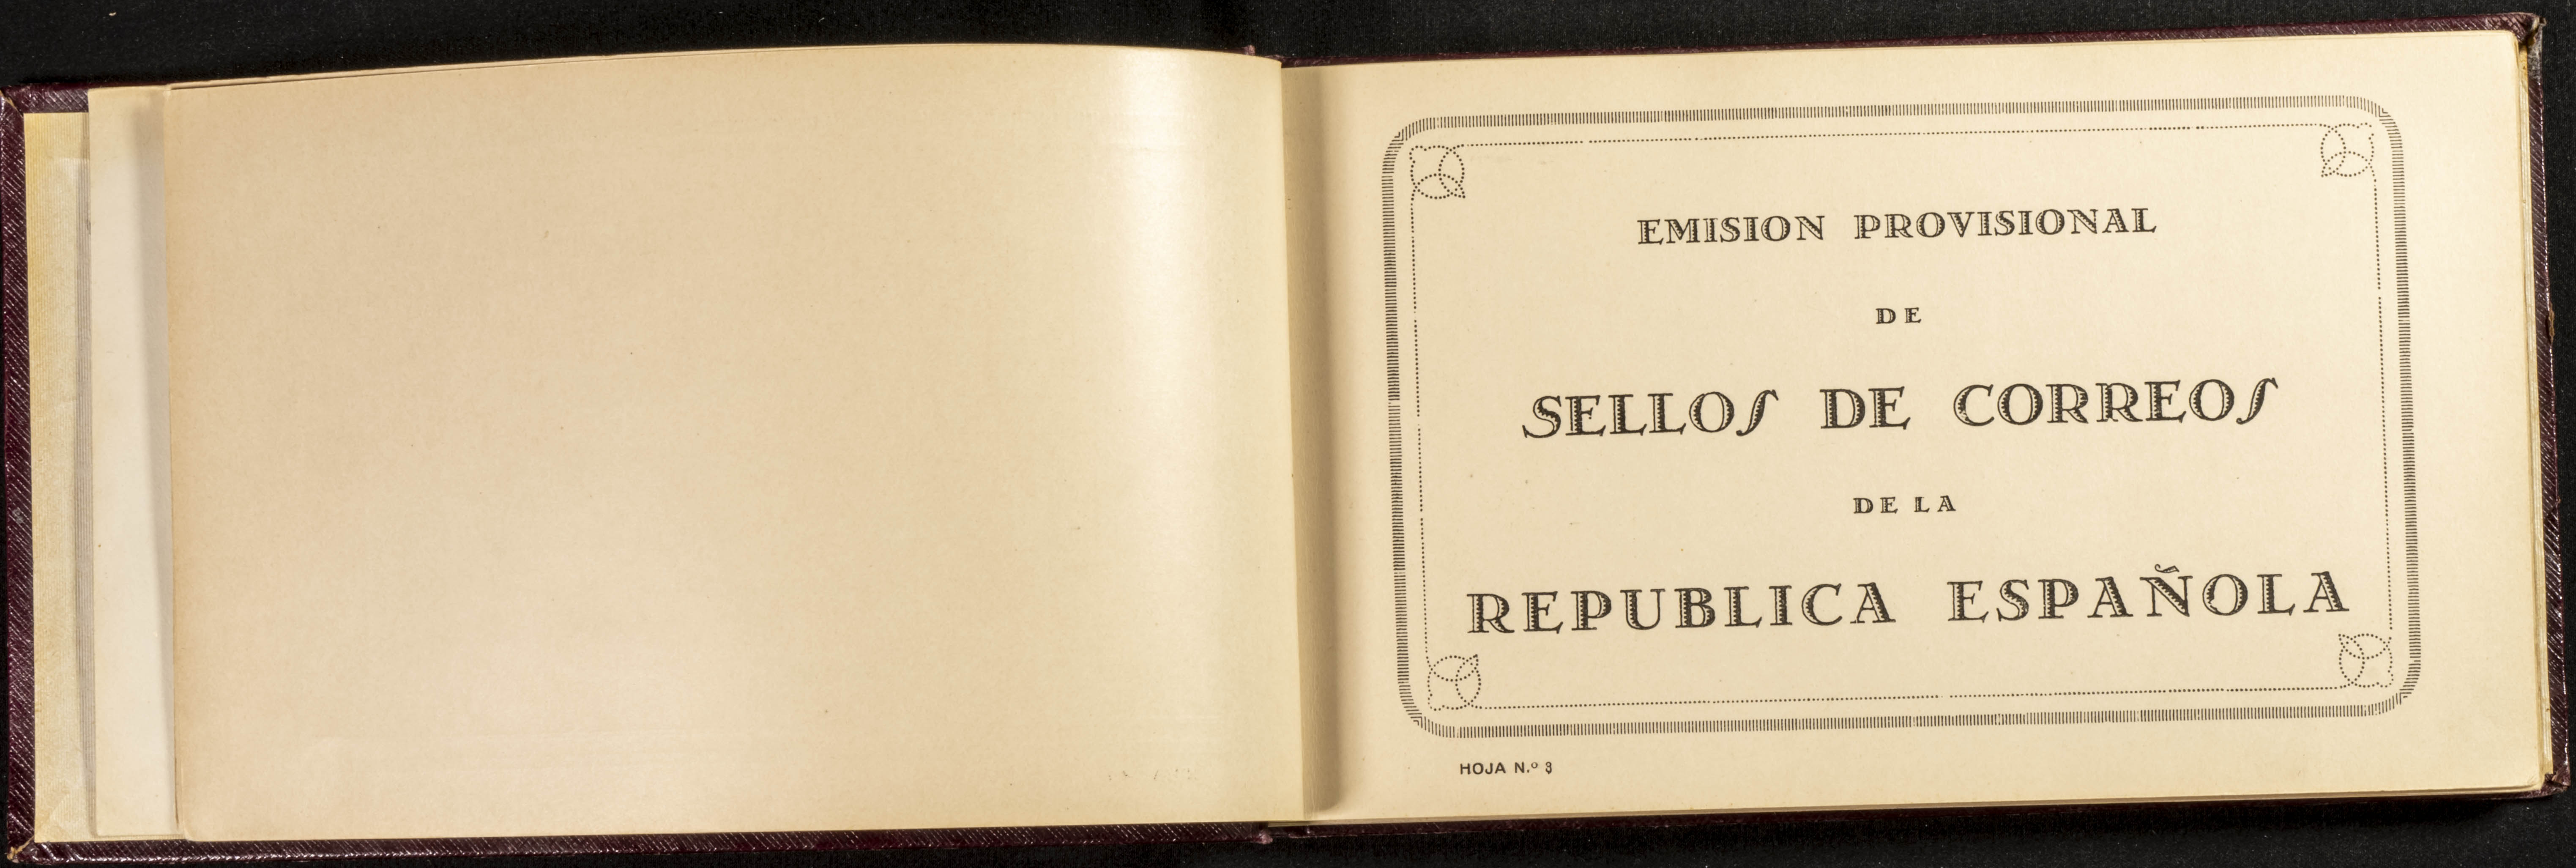 EMISION PROVISIONAL
DE
SELLOS DE CORREOS
DE LA
REPUBLICA ESPAÑOLA
HOJA N.º 3